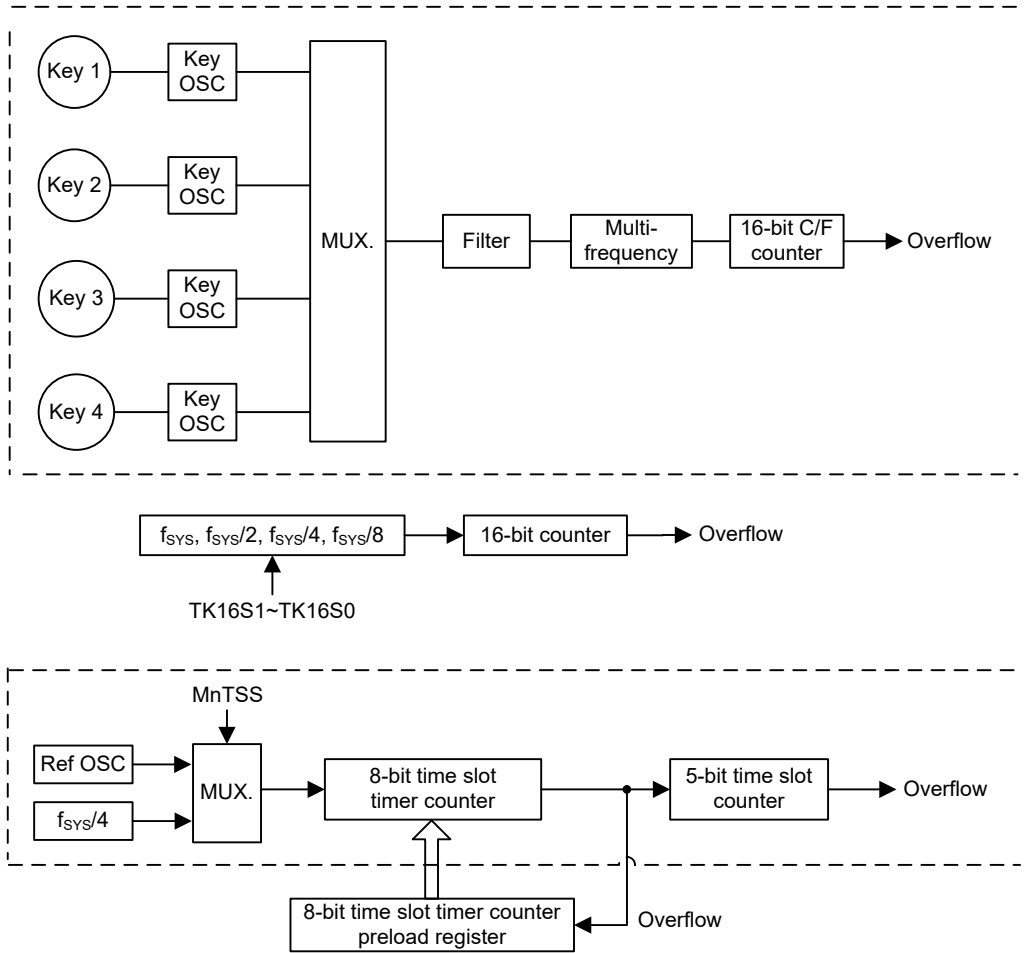 Key 1
Key
OSC
Key 2
Key
OSC
Key 3
Key
OSC
Key 4
Key
OSC
MUX.
Filter
Multi-
frequency
16-bit C/F
counter
Overflow
fSYS, fSYS/2, fSYS/4, fSYS/8
16-bit counter
Overflow
TK16S1~TK16S0
MnTSS
Ref OSC
fSYS/4
MUX.
8-bit time slot
timer counter
5-bit time slot
counter
Overflow
8-bit time slot timer counter
preload register
Overflow